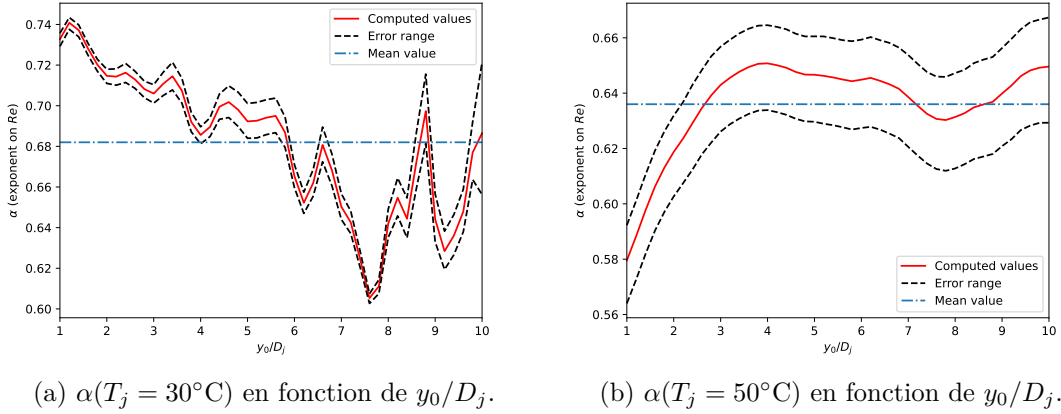 Computed values
Error range
Mean value
α (exponent on Re)
0.74
0.72
0.70
0.68
0.66
0.64
0.62
0.60
1 2 3 4 5 6 7 8 9 10
y₀/Dⱼ
(a) α(Tⱼ = 30°C) en fonction de y₀/Dⱼ.
α (exponent on Re)
0.66
0.64
0.62
0.60
0.58
0.56
Computed values
Error range
Mean value
1 2 3 4 5 6 7 8 9 10
y₀/Dⱼ
(b) α(Tⱼ = 50°C) en fonction de y₀/Dⱼ.